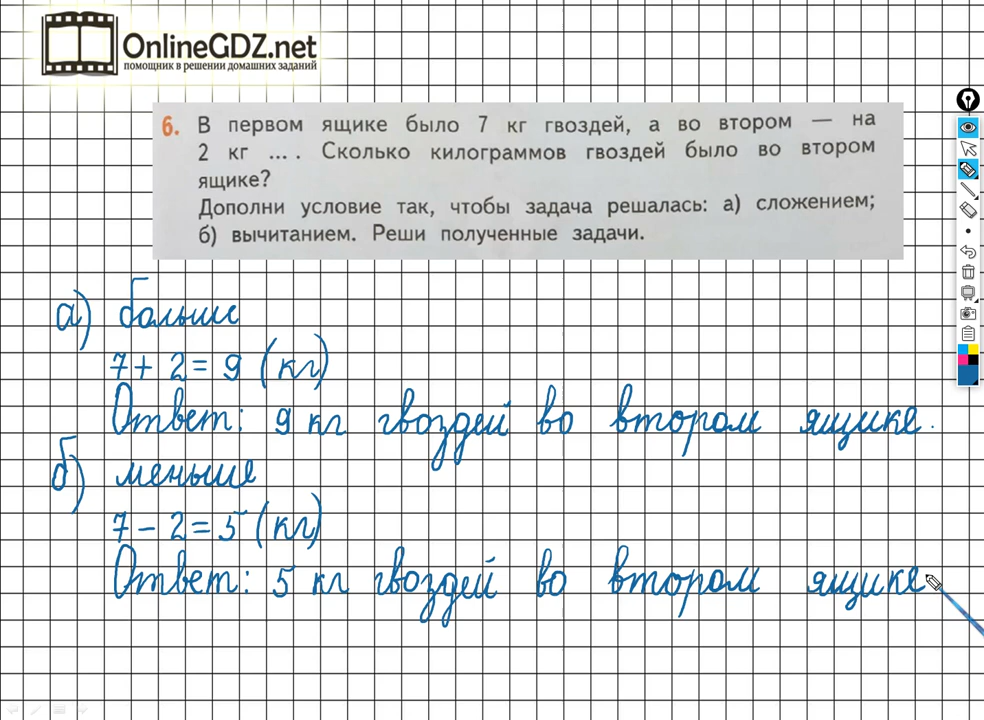 OnlineGDZ.net
помощник в решении домашних заданий
6. В первом ящике было 7 кг гвоздей, а во втором — на
2 кг ... . Сколько килограммов гвоздей было во втором
ящике?
Дополни условие так, чтобы задача решалась: а) сложением;
б) вычитанием. Реши полученные задачи.
а) больше
7 + 2 = 9 (кг)
Ответ: 9 кг гвоздей во втором ящике.
б) меньше
7 – 2 = 5 (кг)
Ответ: 5 кг гвоздей во втором ящике